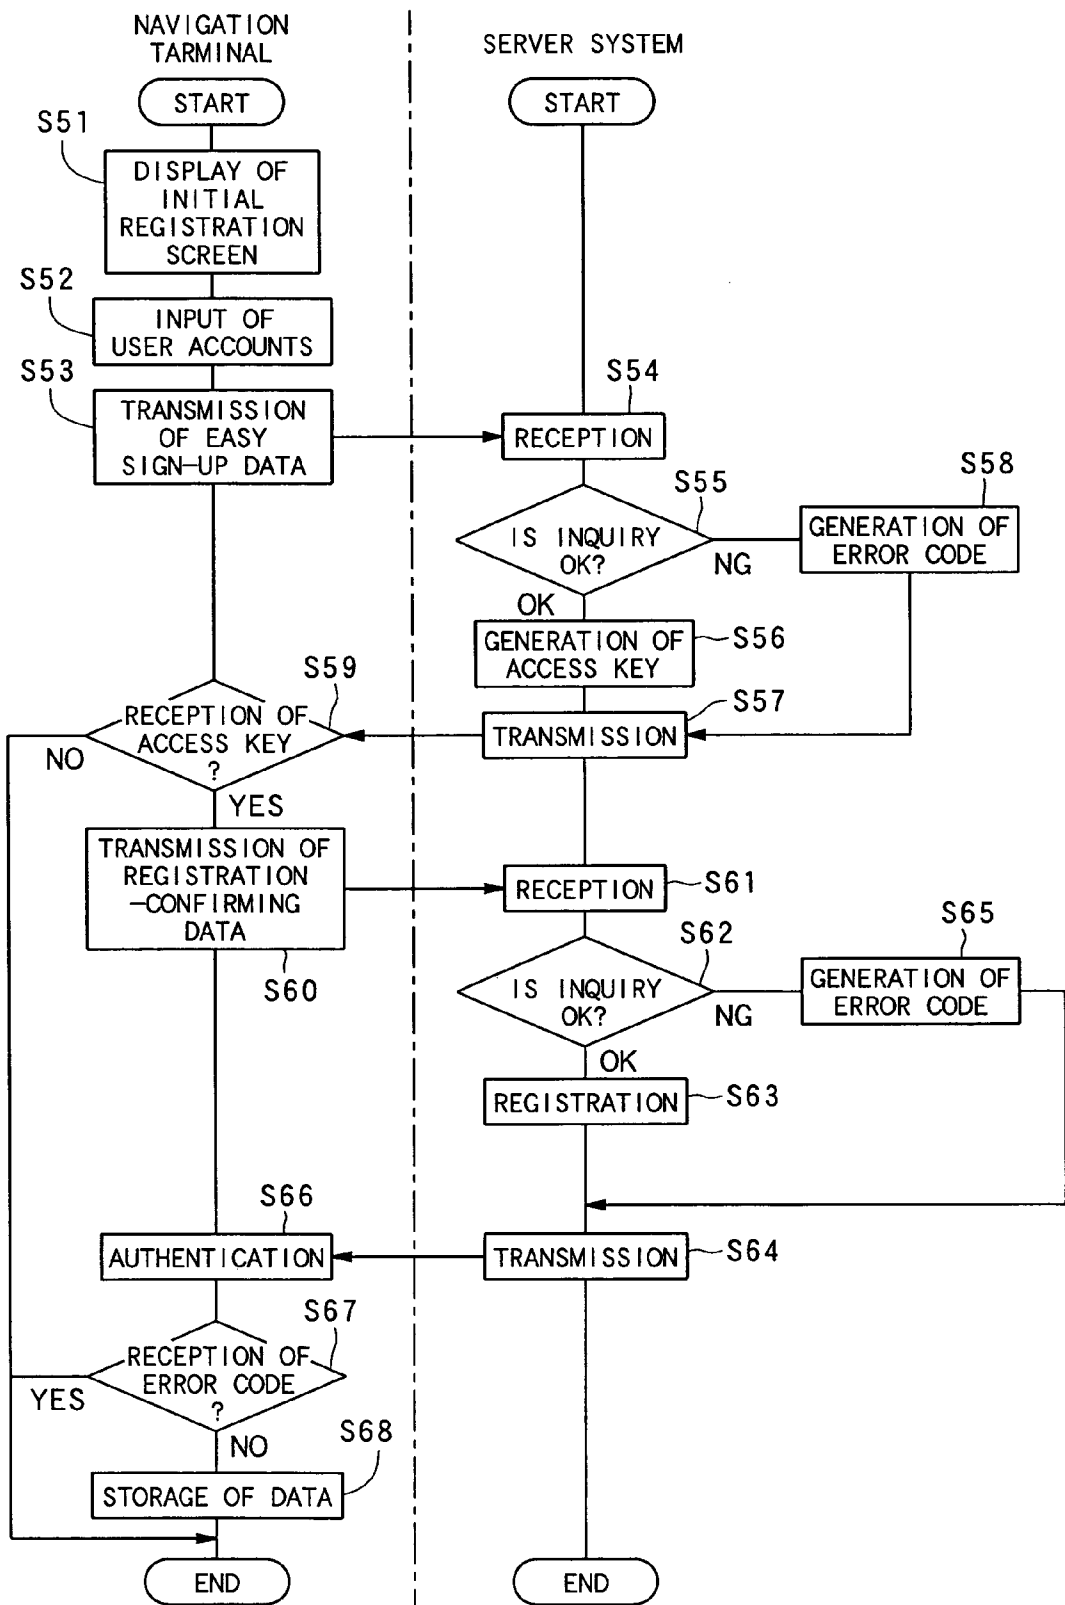 NAVIGATION
TARMINAL
SERVER SYSTEM
START
START
S51
DISPLAY OF
INITIAL
REGISTRATION
SCREEN
S52
INPUT OF
USER ACCOUNTS
S53
TRANSMISSION
OF EASY
SIGN-UP DATA
S54
RECEPTION
S55
IS INQUIRY
OK?
NG
OK
S58
GENERATION OF
ERROR CODE
GENERATION OF
ACCESS KEY
S56
S57
TRANSMISSION
S59
RECEPTION OF
ACCESS KEY
?
NO
YES
TRANSMISSION OF
REGISTRATION
-CONFIRMING
DATA
S60
RECEPTION
S61
S62
IS INQUIRY
OK?
NG
OK
S65
GENERATION OF
ERROR CODE
REGISTRATION
S63
S66
AUTHENTICATION
TRANSMISSION
S64
S67
RECEPTION OF
ERROR CODE
?
YES
NO
S68
STORAGE OF DATA
END
END